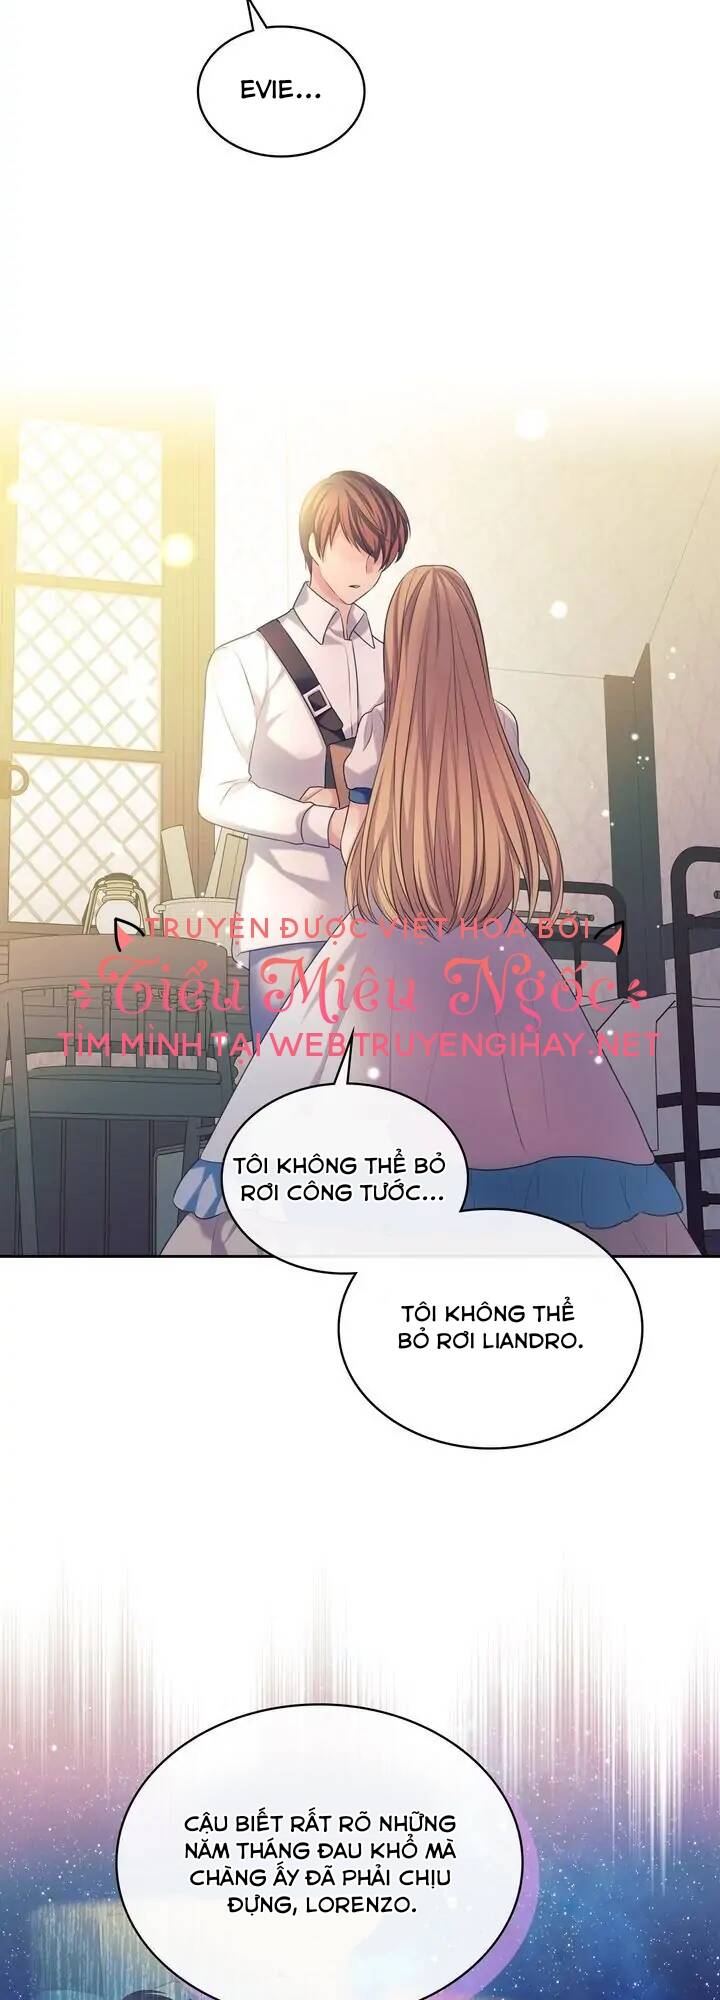 EVIE...
TRUYỆN ĐƯỢC VIỆT HOÁ BỞI
Tiểu Miêu Ngốc
TÌM MÌNH TẠI WEB TRUYENGIHAY.NET
TÔI KHÔNG THỂ BỎ
RƠI CÔNG TƯỚC...
TÔI KHÔNG THỂ
BỎ RƠI LIANDRO.
CẬU BIẾT RẤT RÕ NHỮNG
NĂM THÁNG ĐAU KHỔ MÀ
CHÀNG ẤY ĐÃ PHẢI CHỊU
ĐỰNG, LORENZO.